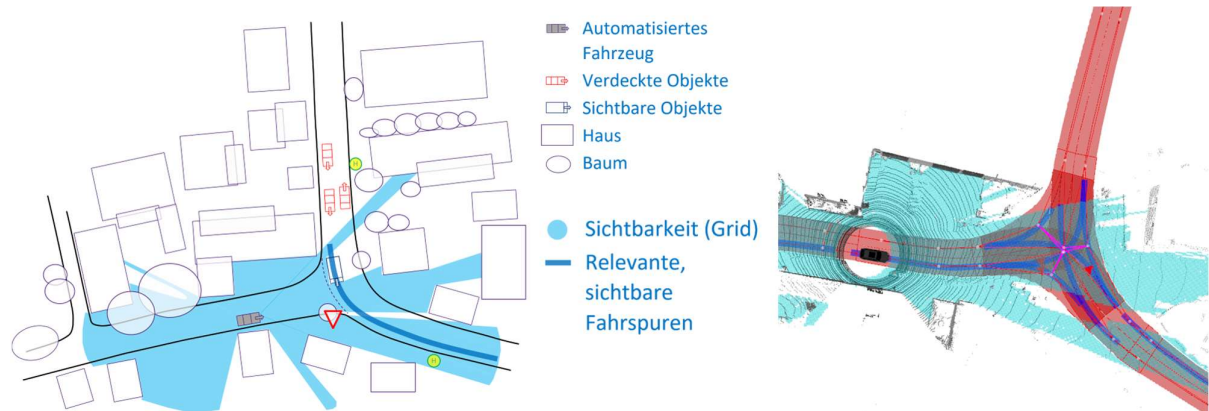 Automatisiertes
Fahrzeug
Verdeckte Objekte
Sichtbare Objekte
Haus
Baum
Sichtbarkeit (Grid)
Relevante,
sichtbare
Fahrspuren
H
H